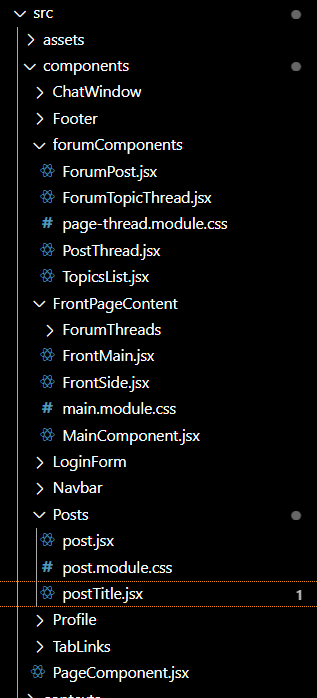 src
assets
components
ChatWindow
Footer
forumComponents
ForumPost.jsx
ForumTopicThread.jsx
# page-thread.module.css
PostThread.jsx
TopicsList.jsx
FrontPageContent
ForumThreads
FrontMain.jsx
FrontSide.jsx
# main.module.css
MainComponent.jsx
LoginForm
Navbar
Posts
post.jsx
# post.module.css
postTitle.jsx 1
Profile
TabLinks
PageComponent.jsx